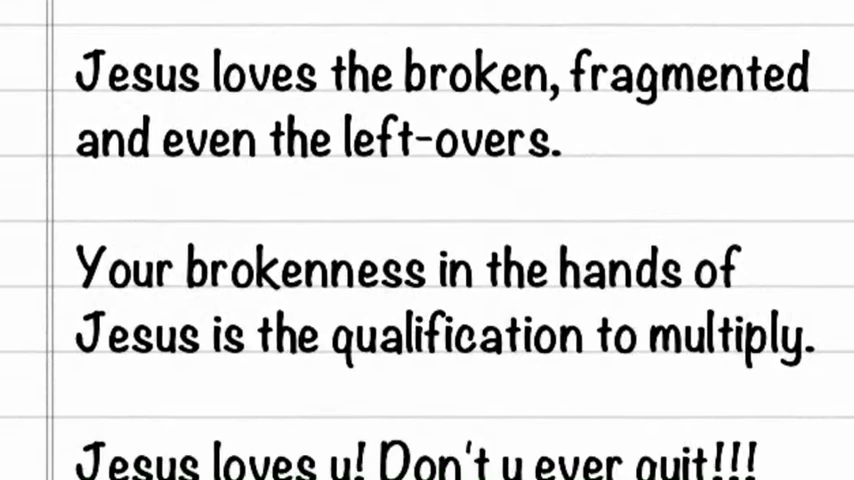 Jesus loves the broken, fragmented
and even the left-overs.
Your brokenness in the hands of
Jesus is the qualification to multiply.
Jesus loves u! Don't u ever quit!!!